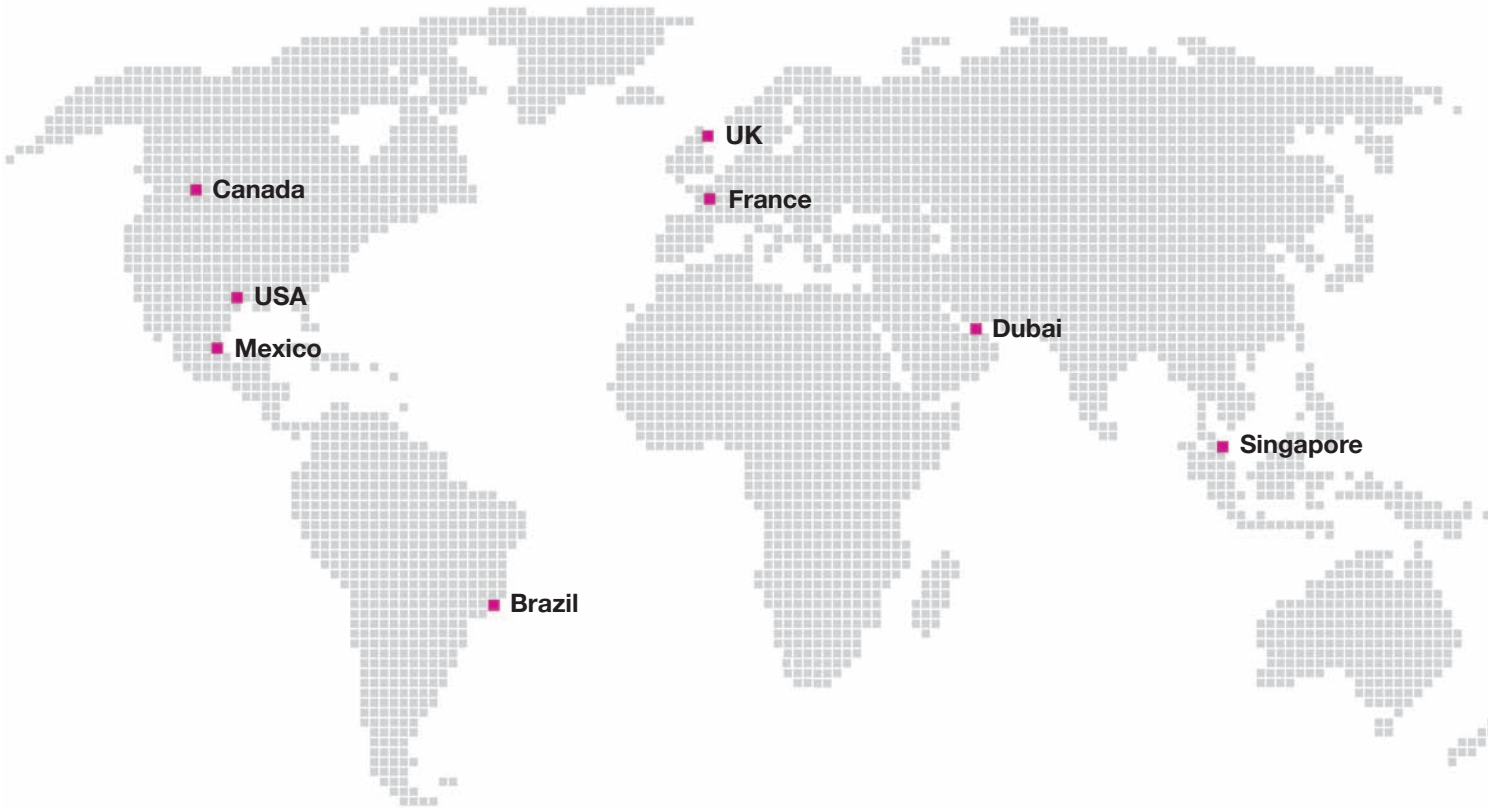 UK
Canada
France
USA
Dubai
Mexico
Singapore
Brazil